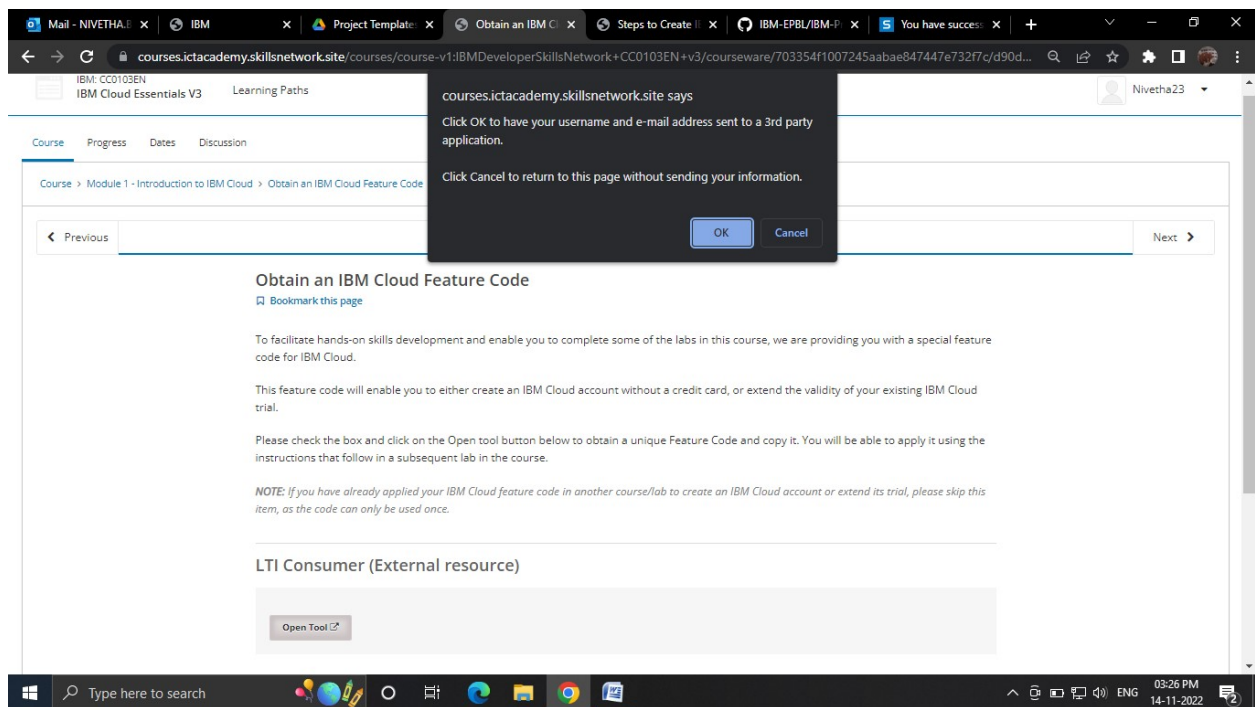 Mail - NIVETHA.E
IBM
Project Template
Obtain an IBM Cl
Steps to Create
IBM-EPBL/IBM-P
You have success
courses.ictacademy.skillsnetwork.site/courses/course-v1:IBMDeveloperSkillsNetwork+CC0103EN+v3/courseware/703354f1007245aabae847447e732f7c/d90d...
IBM: CC0103EN
IBM Cloud Essentials V3
Learning Paths
Nivetha23
courses.ictacademy.skillsnetwork.site says
Click OK to have your username and e-mail address sent to a 3rd party
application.
Click Cancel to return to this page without sending your information.
OK
Cancel
Course Progress Dates Discussion
Course > Module 1 - Introduction to IBM Cloud > Obtain an IBM Cloud Feature Code
Previous
Next
Obtain an IBM Cloud Feature Code
Bookmark this page
To facilitate hands-on skills development and enable you to complete some of the labs in this course, we are providing you with a special feature
code for IBM Cloud.
This feature code will enable you to either create an IBM Cloud account without a credit card, or extend the validity of your existing IBM Cloud
trial.
Please check the box and click on the Open tool button below to obtain a unique Feature Code and copy it. You will be able to apply it using the
instructions that follow in a subsequent lab in the course.
NOTE: If you have already applied your IBM Cloud feature code in another course/lab to create an IBM Cloud account or extend its trial, please skip this
item, as the code can only be used once.
LTI Consumer (External resource)
Open Tool
Type here to search
ENG
03:26 PM
14-11-2022
2